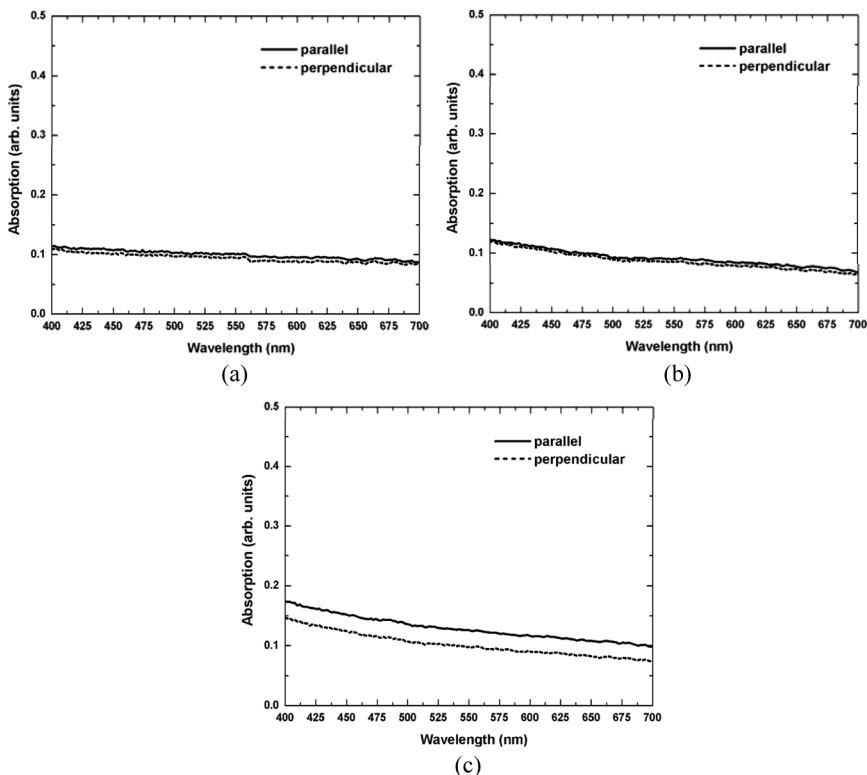 0.5
0.4
0.3
0.2
0.1
0.0
Absorption (arb. units)
parallel
perpendicular
400 425 450 475 500 525 550 575 600 625 650 675 700
Wavelength (nm)
(a)
0.5
0.4
0.3
0.2
0.1
0.0
Absorption (arb. units)
parallel
perpendicular
400 425 450 475 500 525 550 575 600 625 650 675 700
Wavelength (nm)
(b)
0.5
0.4
0.3
0.2
0.1
0.0
Absorption (arb. units)
parallel
perpendicular
400 425 450 475 500 525 550 575 600 625 650 675 700
Wavelength (nm)
(c)